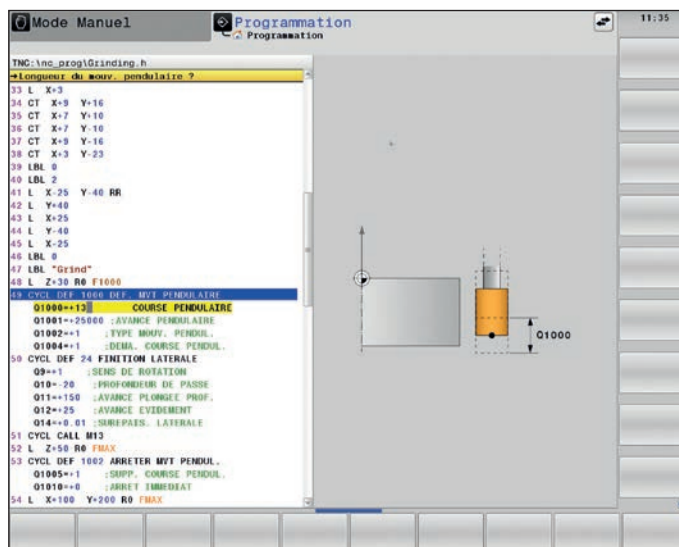 Mode Manuel
Programmation
Programmation
11:35
TNC:\nc_prog\Grinding.h
→Longueur du mouv. pendulaire ?
33 L X+3
34 CT X+9 Y+16
35 CT X+7 Y+10
36 CT X+7 Y-10
37 CT X+9 Y-16
38 CT X+3 Y-23
39 LBL 0
40 LBL 2
41 L X-25 Y-40 RR
42 L Y+40
43 L X+25
44 L Y-40
45 L X-25
46 LBL 0
47 LBL "Grind"
48 L Z+30 R0 F1000
49 CYCL DEF 1000 DEF. MVT PENDULAIRE
Q1000=+13 COURSE PENDULAIRE
Q1001=+25000 ;AVANCE PENDULAIRE
Q1002=+1 ;TYPE MOUV. PENDUL.
Q1004=+1 ;DEMA. COURSE PENDUL.
50 CYCL DEF 24 FINITION LATERALE
Q9=+1 ;SENS DE ROTATION
Q10=-20 ;PROFONDEUR DE PASSE
Q11=+150 ;AVANCE PLONGEE PROF.
Q12=+25 ;AVANCE EVIDEMENT
Q14=+0.01 ;SUREPAIS. LATERALE
51 CYCL CALL M13
52 L Z+50 R0 FMAX
53 CYCL DEF 1002 ARRETER MVT PENDUL.
Q1005=+1 ;SUPP. COURSE PENDUL.
Q1010=+0 ;ARRET IMMEDIAT
54 L X+100 Y+200 R0 FMAX
Q1000